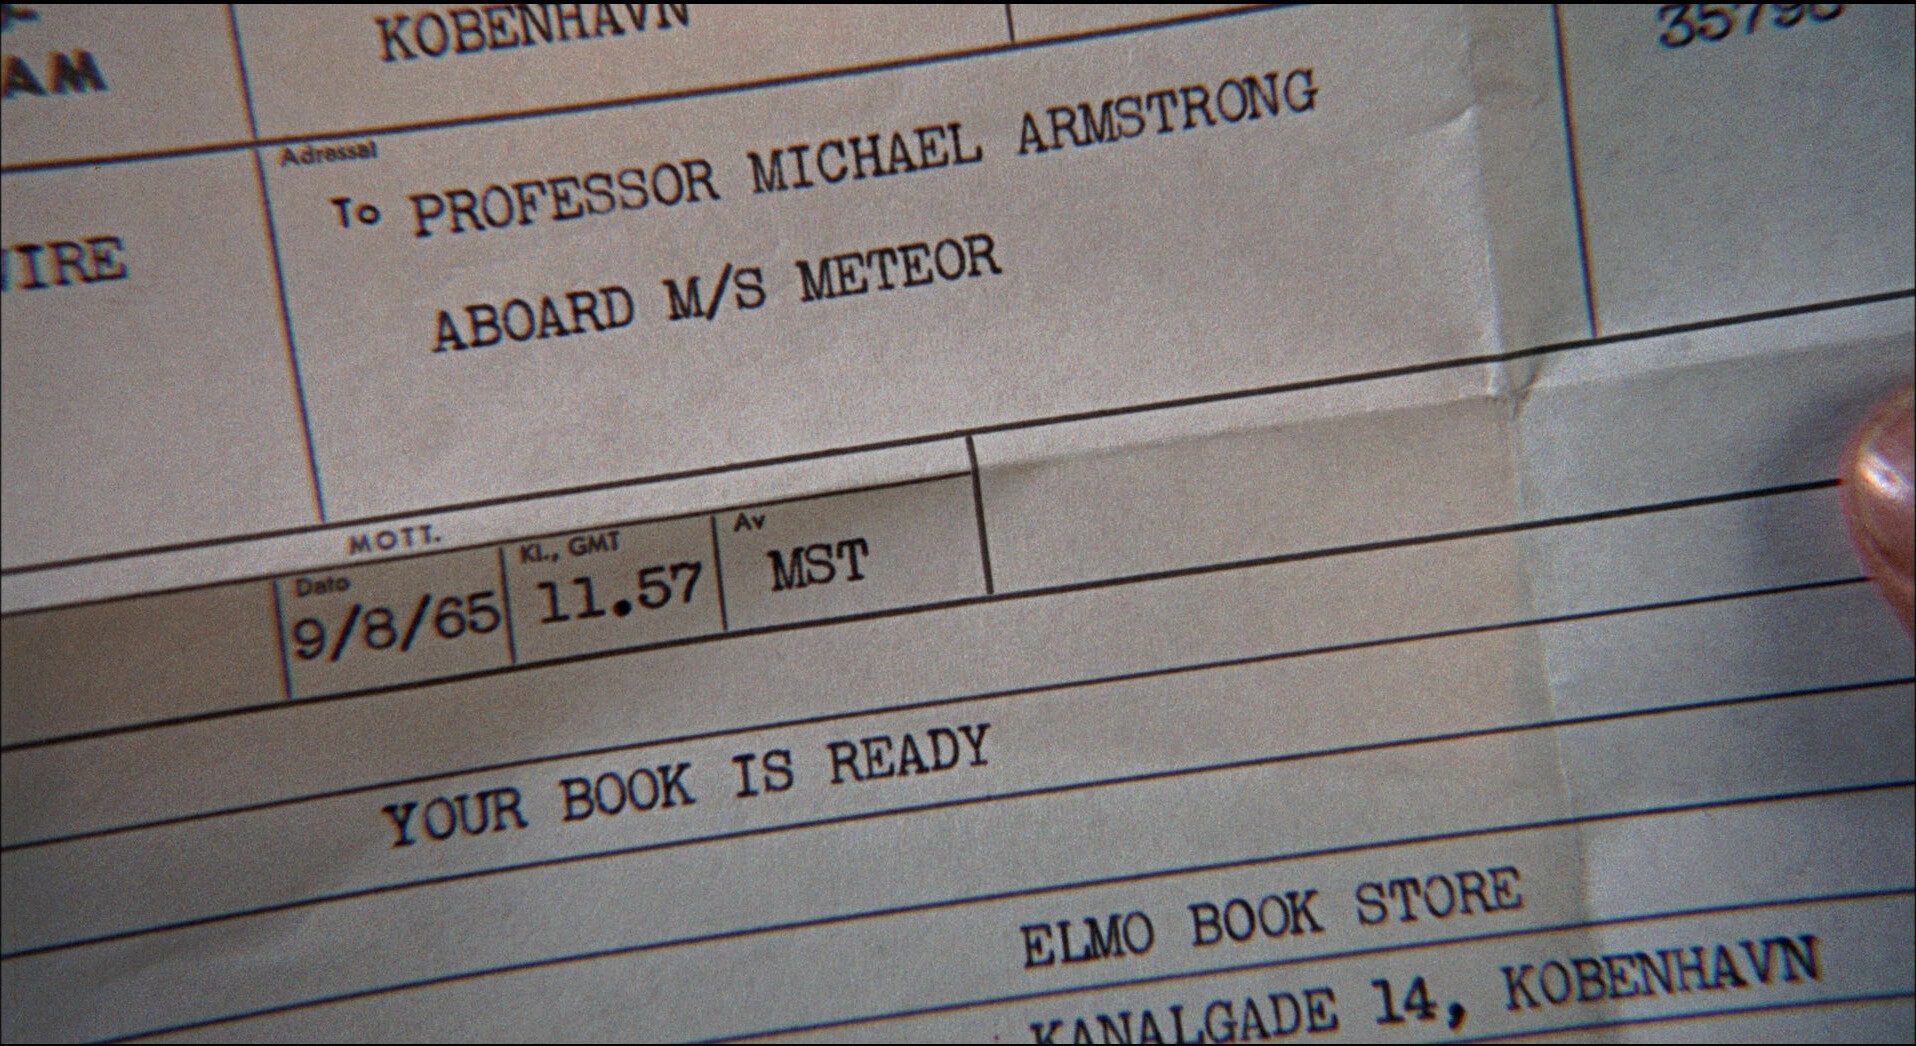 KOBENHAVN
AM
Adressat
To PROFESSOR MICHAEL ARMSTRONG
ABOARD M/S METEOR
MOTT.
Dato
Kl., GMT
Av
9/8/65
11.57
MST
YOUR BOOK IS READY
ELMO BOOK STORE
KANALGADE 14, KOBENHAVN